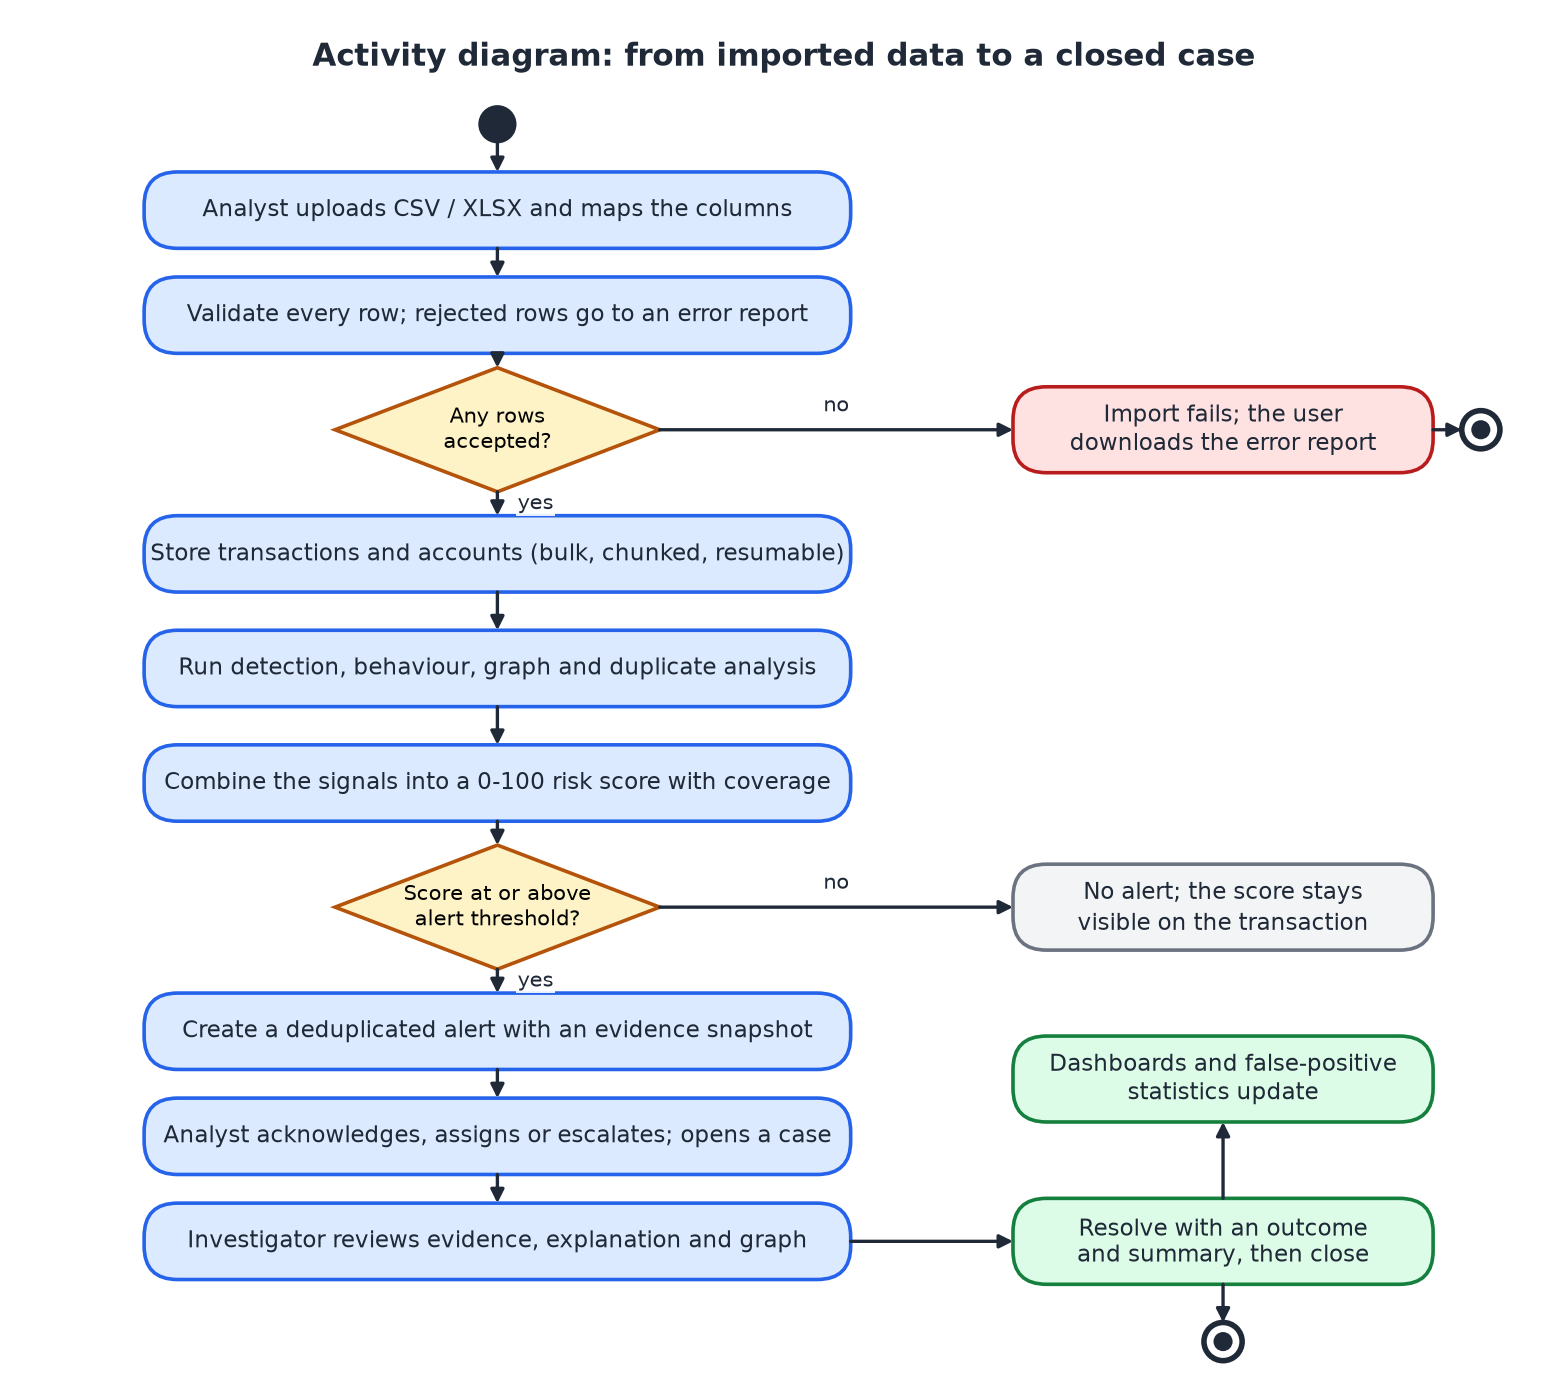 Activity diagram: from imported data to a closed case
Analyst uploads CSV / XLSX and maps the columns
Validate every row; rejected rows go to an error report
Any rows
accepted?
no
Import fails; the user
downloads the error report
yes
Store transactions and accounts (bulk, chunked, resumable)
Run detection, behaviour, graph and duplicate analysis
Combine the signals into a 0-100 risk score with coverage
Score at or above
alert threshold?
no
No alert; the score stays
visible on the transaction
yes
Create a deduplicated alert with an evidence snapshot
Dashboards and false-positive
statistics update
Analyst acknowledges, assigns or escalates; opens a case
Investigator reviews evidence, explanation and graph
Resolve with an outcome
and summary, then close